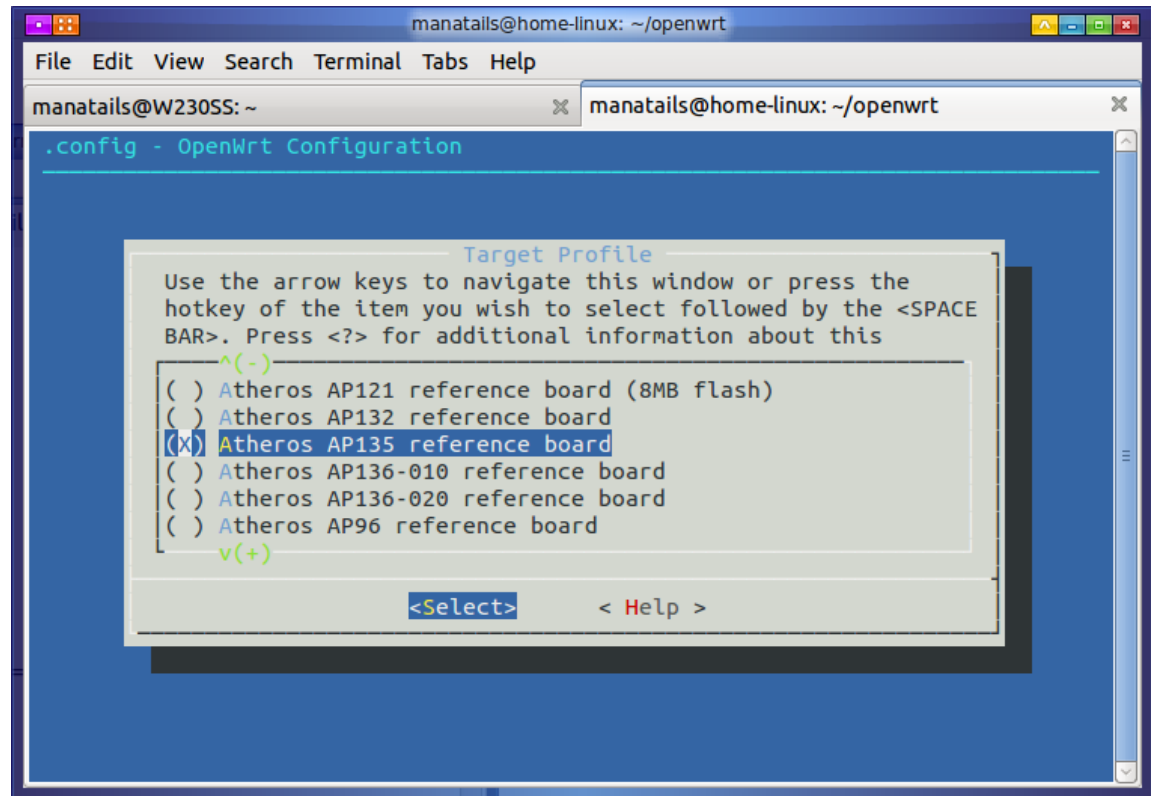 manatails@home-linux: ~/openwrt
File Edit View Search Terminal Tabs Help
manatails@W230SS: ~
manatails@home-linux: ~/openwrt
.config - OpenWrt Configuration
Target Profile
Use the arrow keys to navigate this window or press the
hotkey of the item you wish to select followed by the <SPACE
BAR>. Press <?> for additional information about this
^(-)
( ) Atheros AP121 reference board (8MB flash)
( ) Atheros AP132 reference board
(X) Atheros AP135 reference board
( ) Atheros AP136-010 reference board
( ) Atheros AP136-020 reference board
( ) Atheros AP96 reference board
v(+)
<Select> < Help >